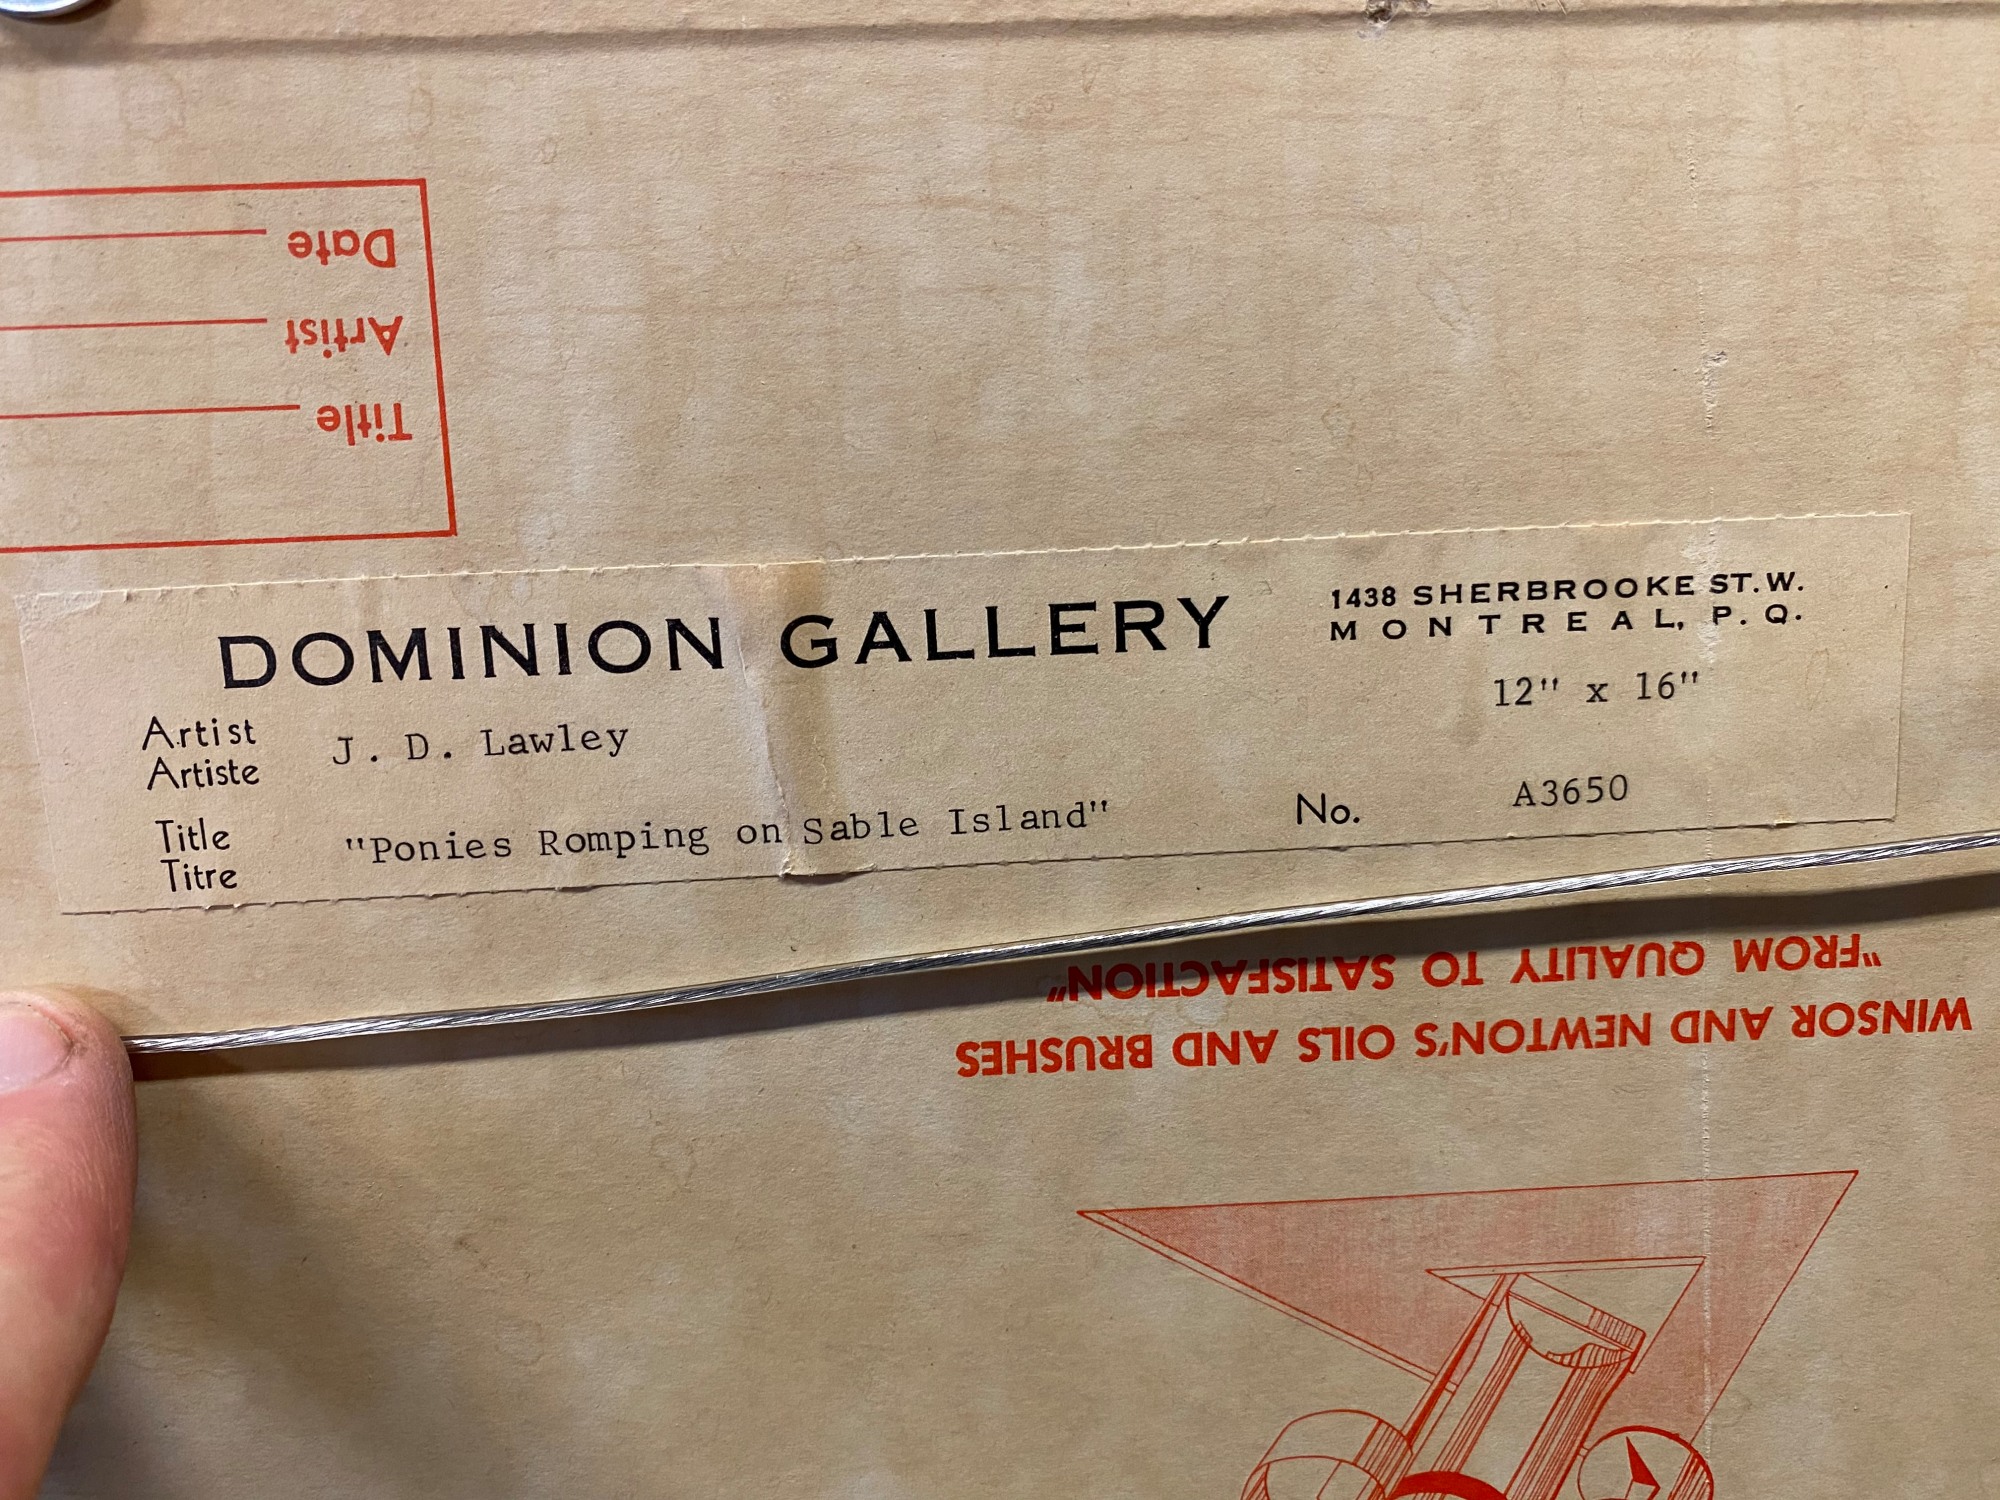 Date
Artist
Title
DOMINION GALLERY
1438 SHERBROOKE ST. W.
MONTREAL, P. Q.
12" x 16"
Artist
Artiste
J. D. Lawley
Title
Titre
"Ponies Romping on Sable Island"
No. A3650
"FROM QUALITY TO SATISFACTION"
WINSOR AND NEWTON'S OILS AND BRUSHES